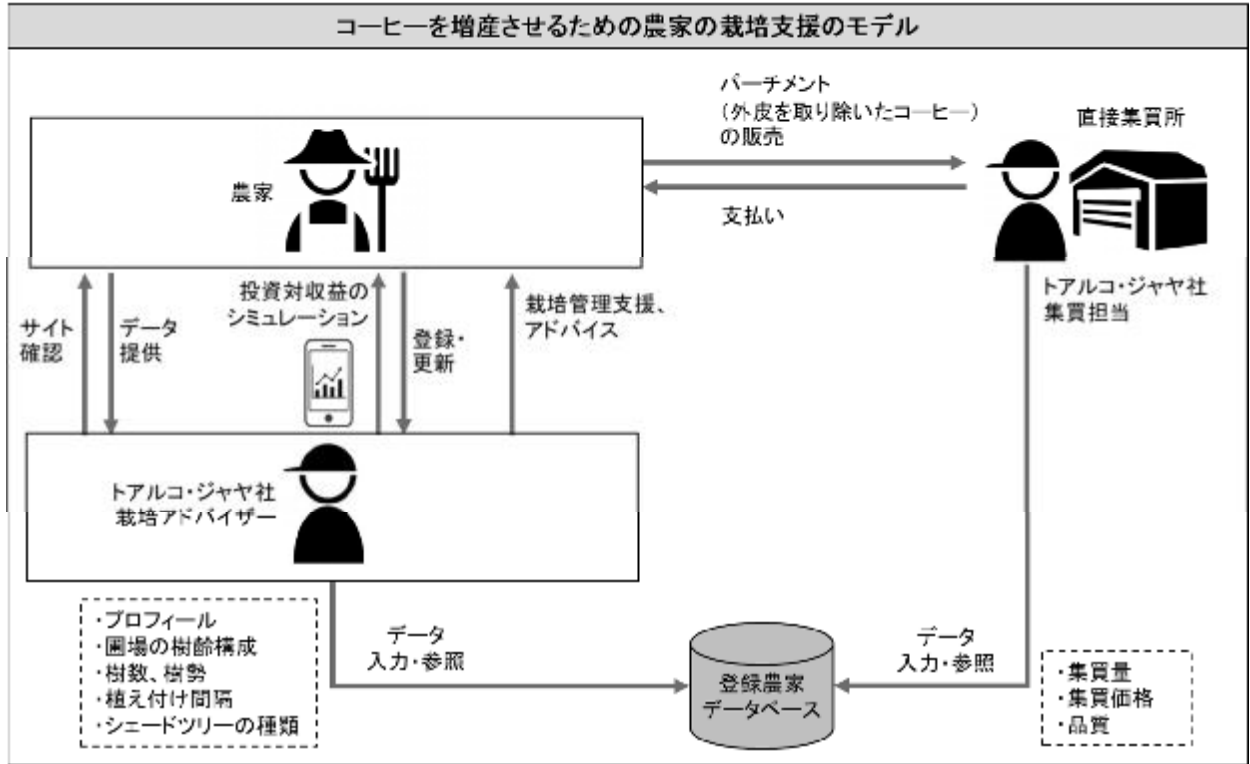 コーヒーを増産させるための農家の栽培支援のモデル
パーチメント
(外皮を取り除いたコーヒー)
の販売
直接集買所
農家
支払い
トアルコ・ジャヤ社
集買担当
サイト
確認
データ
提供
投資対収益の
シミュレーション
登録・
更新
栽培管理支援、
アドバイス
トアルコ・ジャヤ社
栽培アドバイザー
・プロフィール
・圃場の樹齢構成
・樹数、樹勢
・植え付け間隔
・シェードツリーの種類
データ
入力・参照
登録農家
データベース
データ
入力・参照
・集買量
・集買価格
・品質